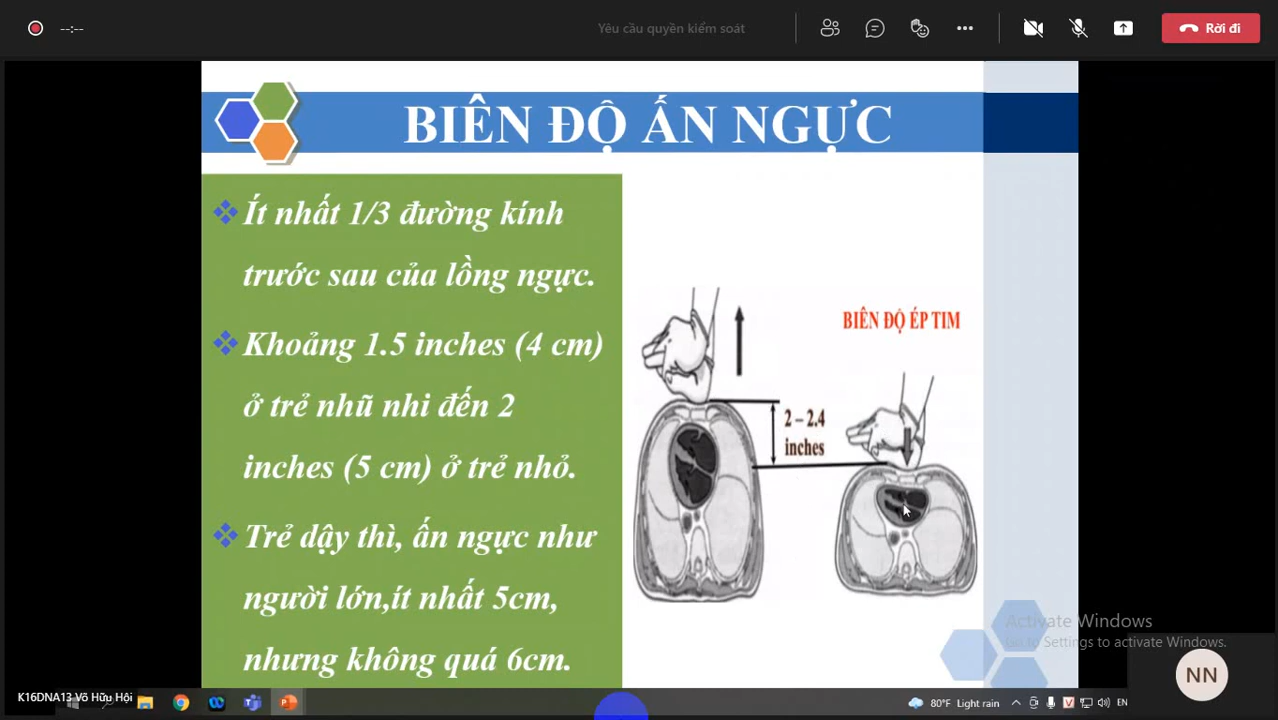 --:--
Yêu cầu quyền kiểm soát
Rời đi
BIÊN ĐỘ ẤN NGỰC
Ít nhất 1/3 đường kính
trước sau của lồng ngực.
Khoảng 1.5 inches (4 cm)
ở trẻ nhũ nhi đến 2
inches (5 cm) ở trẻ nhỏ.
Trẻ dậy thì, ấn ngực như
người lớn,ít nhất 5cm,
nhưng không quá 6cm.
BIÊN ĐỘ ÉP TIM
2 – 2.4
inches
Activate Windows
Go to Settings to activate Windows.
NN
K16DNA13 Võ Hữu Hội
80°F Light rain
V
EN